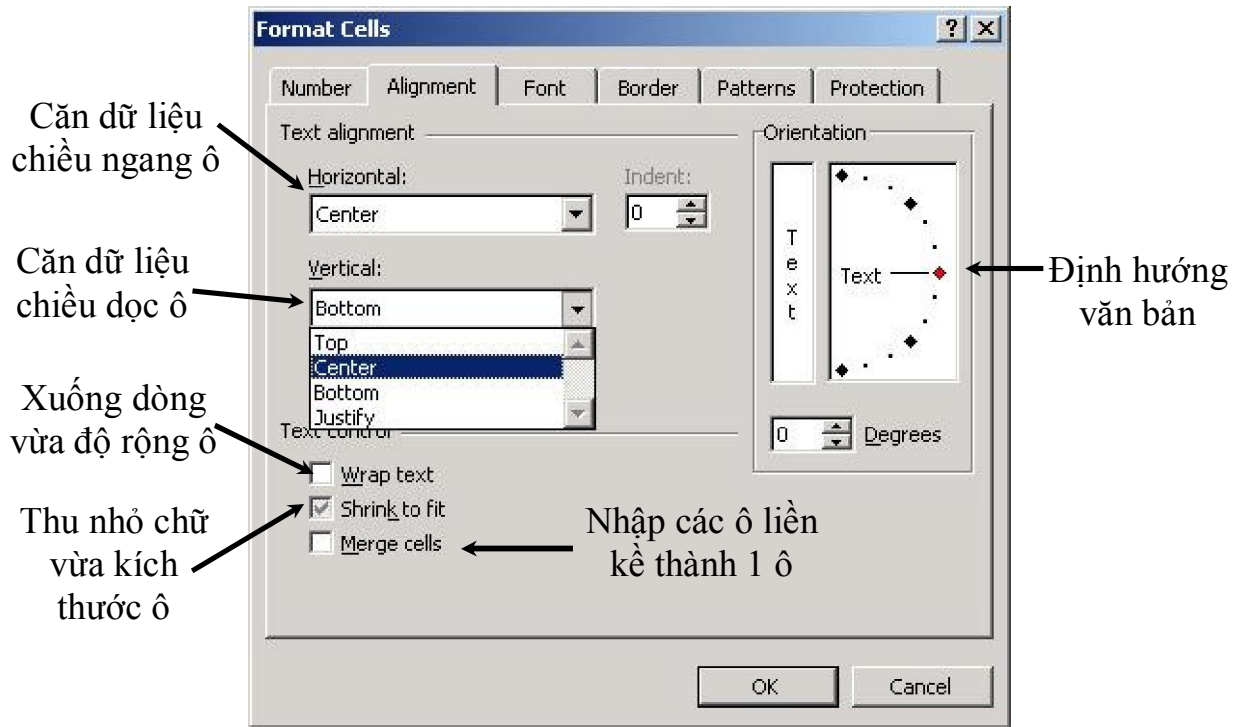 Format Cells
?
Number Alignment Font Border Patterns Protection
Căn dữ liệu
chiều ngang ô
Text alignment
Horizontal:
Center
Indent:
0
Căn dữ liệu
chiều dọc ô
Vertical:
Bottom
Top
Center
Bottom
Justify
Orientation
T
e
x
t
Text
0 Degrees
Định hướng
văn bản
Text control
Xuống dòng
vừa độ rộng ô
Wrap text
Thu nhỏ chữ
vừa kích
thước ô
Shrink to fit
Merge cells
Nhập các ô liền
kề thành 1 ô
OK Cancel